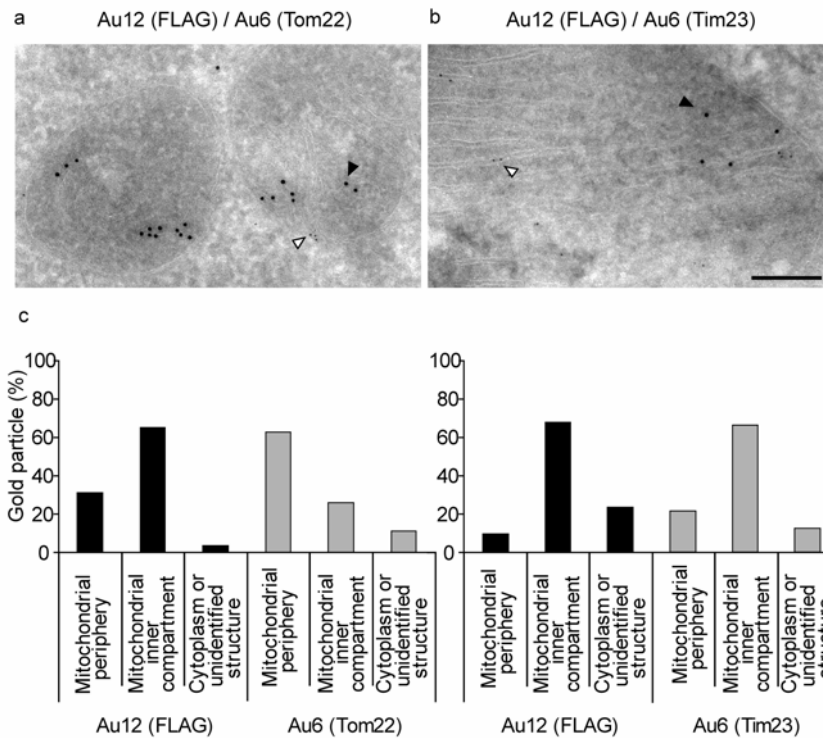 a
Au12 (FLAG) / Au6 (Tom22)
b
Au12 (FLAG) / Au6 (Tim23)
c
Gold particle (%)
100
80
60
40
20
0
Mitochondrial
periphery
Mitochondrial
inner
compartment
Cytoplasm or
unidentified
structure
Mitochondrial
periphery
Mitochondrial
inner
compartment
Cytoplasm or
unidentified
structure
Au12 (FLAG)
Au6 (Tom22)
100
80
60
40
20
0
Mitochondrial
periphery
Mitochondrial
inner
compartment
Cytoplasm or
unidentified
structure
Mitochondrial
periphery
Mitochondrial
inner
compartment
Cytoplasm or
unidentified
structure
Au12 (FLAG)
Au6 (Tim23)